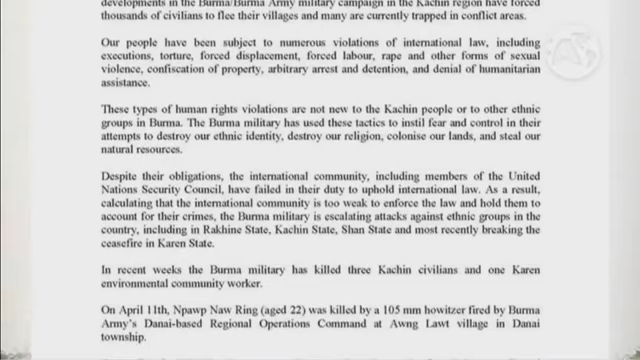 developments in the Burma/Burma Army military campaign in the Kachin region have forced
thousands of civilians to flee their villages and many are currently trapped in conflict areas.
Our people have been subject to numerous violations of international law, including
executions, torture, forced displacement, forced labour, rape and other forms of sexual
violence, confiscation of property, arbitrary arrest and detention, and denial of humanitarian
assistance.
These types of human rights violations are not new to the Kachin people or to other ethnic
groups in Burma. The Burma military has used these tactics to instil fear and control in their
attempts to destroy our ethnic identity, destroy our religion, colonise our lands, and steal our
natural resources.
Despite their obligations, the international community, including members of the United
Nations Security Council, have failed in their duty to uphold international law. As a result,
calculating that the international community is too weak to enforce the law and hold them to
account for their crimes, the Burma military is escalating attacks against ethnic groups in the
country, including in Rakhine State, Kachin State, Shan State and most recently breaking the
ceasefire in Karen State.
In recent weeks the Burma military has killed three Kachin civilians and one Karen
environmental community worker.
On April 11th, Npawp Naw Ring (aged 22) was killed by a 105 mm howitzer fired by Burma
Army's Danai-based Regional Operations Command at Awng Lawt village in Danai
township.